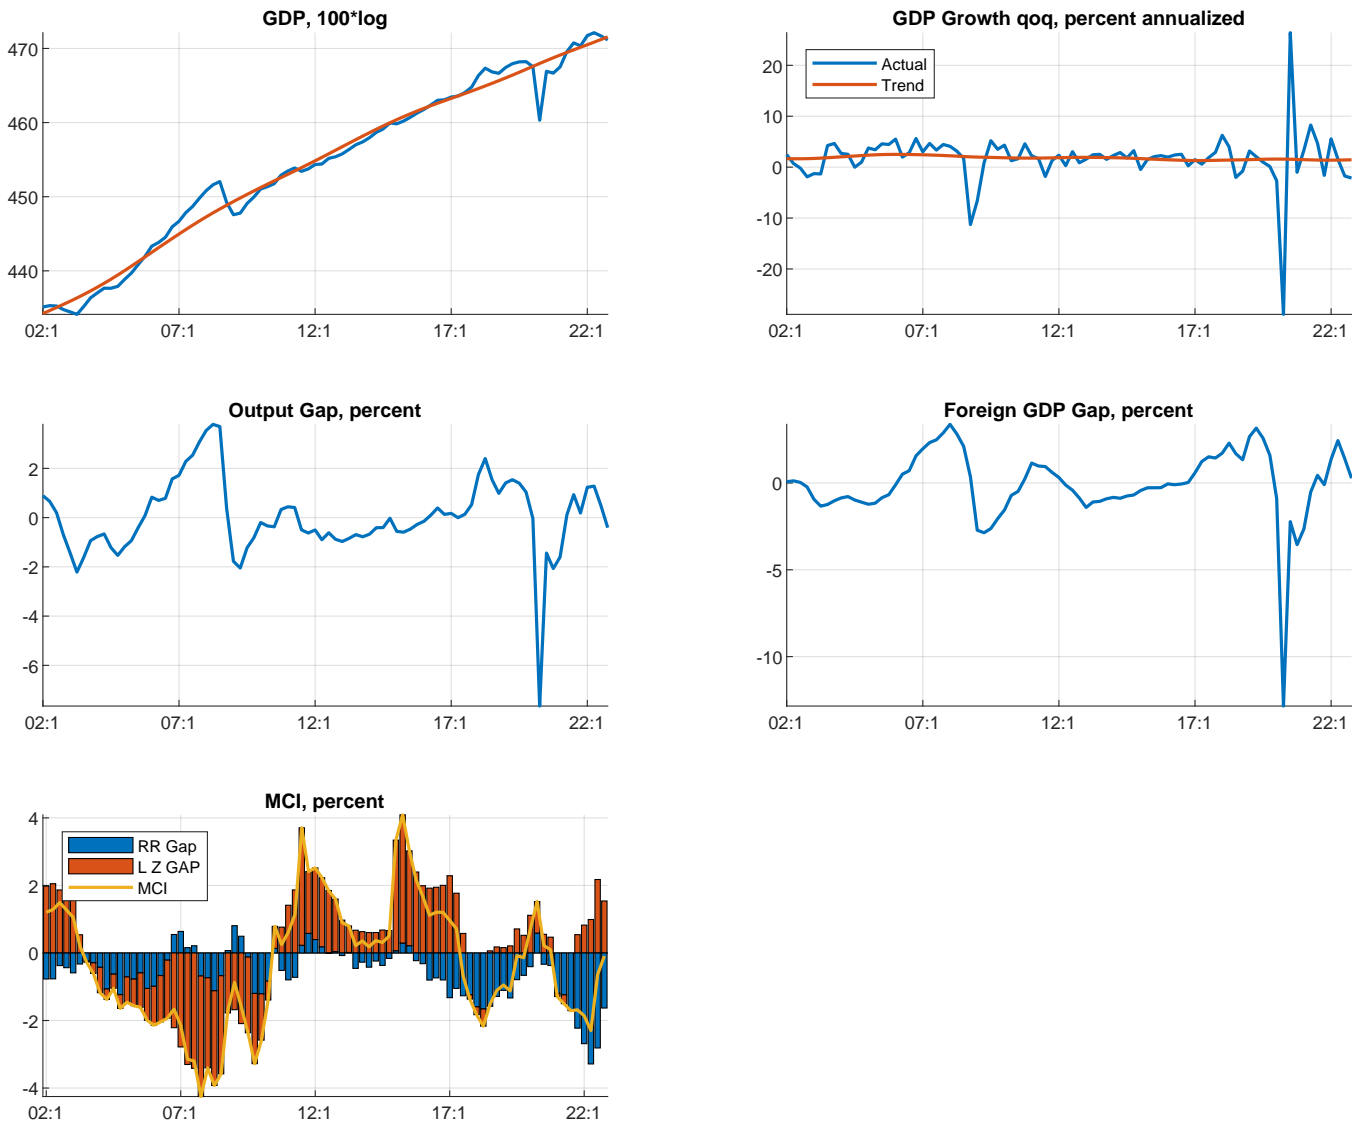 GDP, 100*log
470
460
450
440
02:1 07:1 12:1 17:1 22:1
GDP Growth qoq, percent annualized
Actual
Trend
20
10
0
-10
-20
02:1 07:1 12:1 17:1 22:1
Output Gap, percent
2
0
-2
-4
-6
02:1 07:1 12:1 17:1 22:1
Foreign GDP Gap, percent
0
-5
-10
02:1 07:1 12:1 17:1 22:1
MCI, percent
RR Gap
L Z GAP
MCI
4
2
0
-2
-4
02:1 07:1 12:1 17:1 22:1